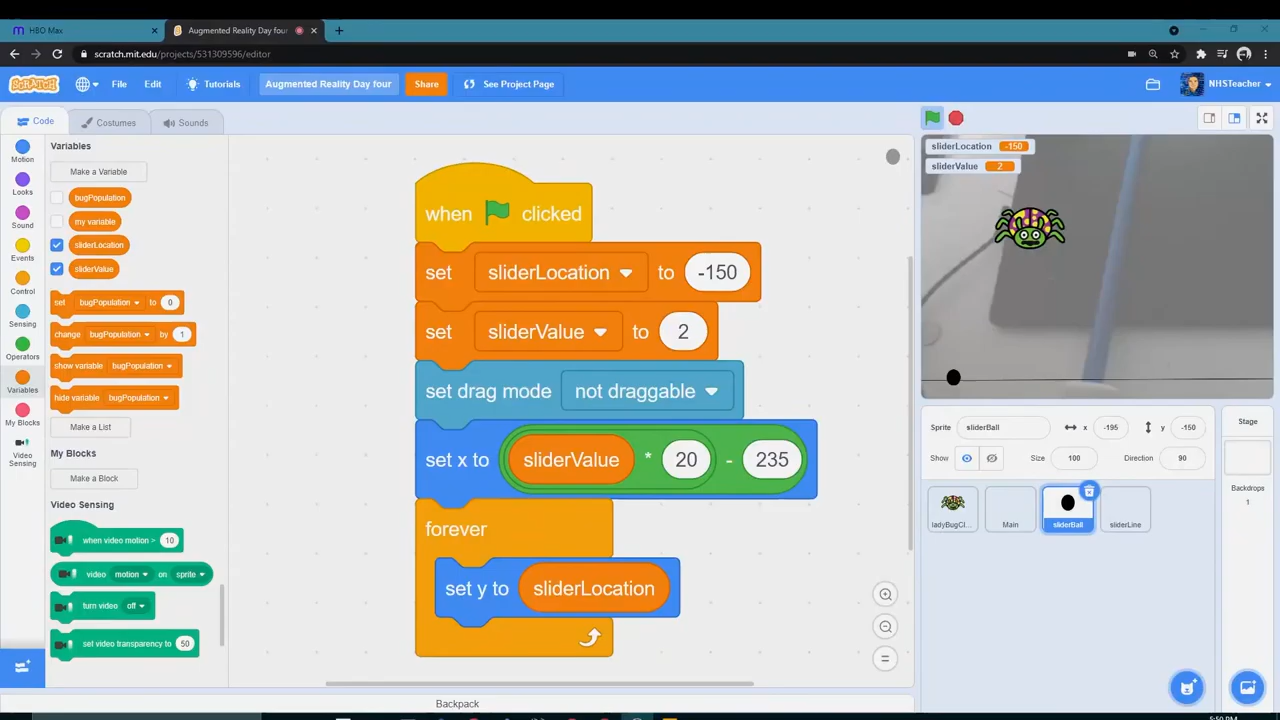 HBO Max
Augmented Reality Day four
scratch.mit.edu/projects/531309596/editor
SCRATCH
File
Edit
Tutorials
Augmented Reality Day four
Share
See Project Page
NHSTeacher
Code
Costumes
Sounds
Motion
Looks
Sound
Events
Control
Sensing
Operators
Variables
My Blocks
Video
Sensing
Variables
Make a Variable
bugPopulation
my variable
sliderLocation
sliderValue
set bugPopulation to 0
change bugPopulation by 1
show variable bugPopulation
hide variable bugPopulation
Make a List
My Blocks
Make a Block
Video Sensing
when video motion > 10
video motion on sprite
turn video off
set video transparency to 50
when clicked
set sliderLocation to -150
set sliderValue to 2
set drag mode not draggable
set x to sliderValue * 20 - 235
forever
set y to sliderLocation
Backpack
sliderLocation -150
sliderValue 2
Sprite sliderBall x -195 y -150
Show Size 100 Direction 90
ladyBugCl...
Main
sliderBall
sliderLine
Stage
Backdrops
1
5:50 PM